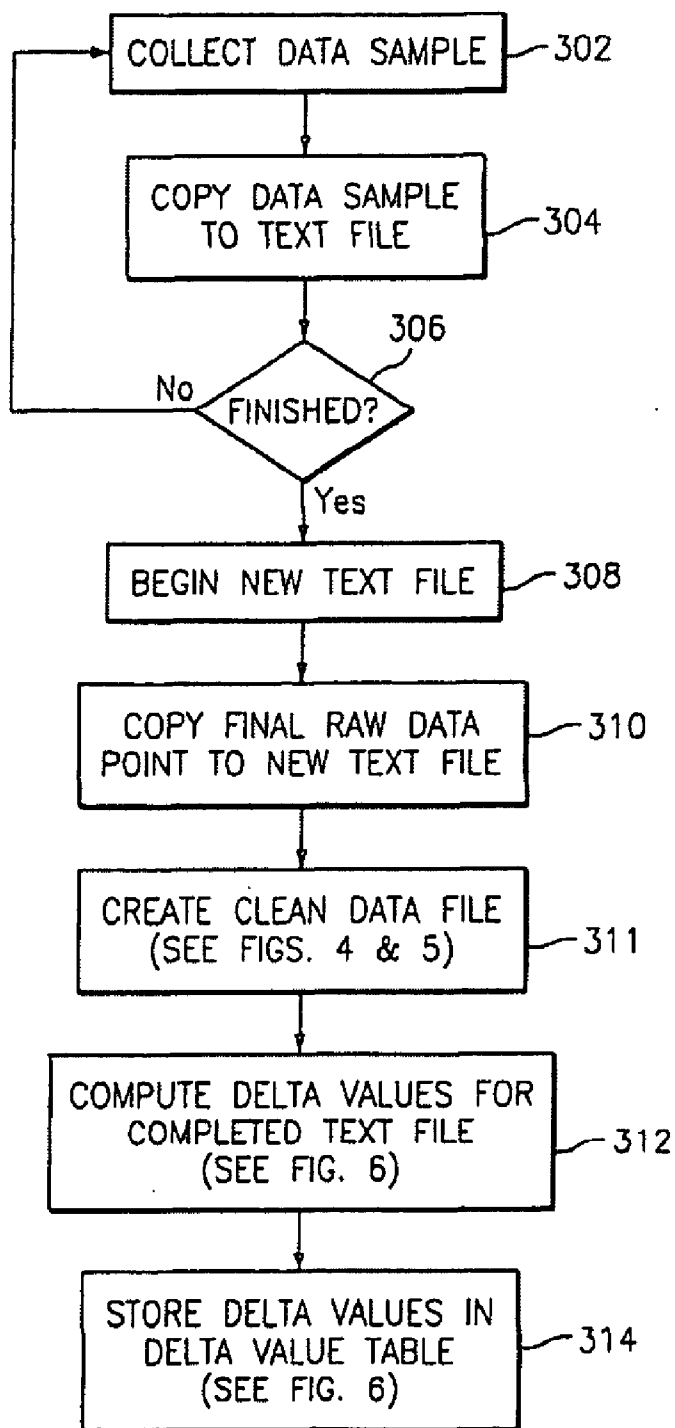 COLLECT DATA SAMPLE
302
COPY DATA SAMPLE
TO TEXT FILE
304
306
FINISHED?
No
Yes
BEGIN NEW TEXT FILE
308
COPY FINAL RAW DATA
POINT TO NEW TEXT FILE
310
CREATE CLEAN DATA FILE
(SEE FIGS. 4 & 5)
311
COMPUTE DELTA VALUES FOR
COMPLETED TEXT FILE
(SEE FIG. 6)
312
STORE DELTA VALUES IN
DELTA VALUE TABLE
(SEE FIG. 6)
314